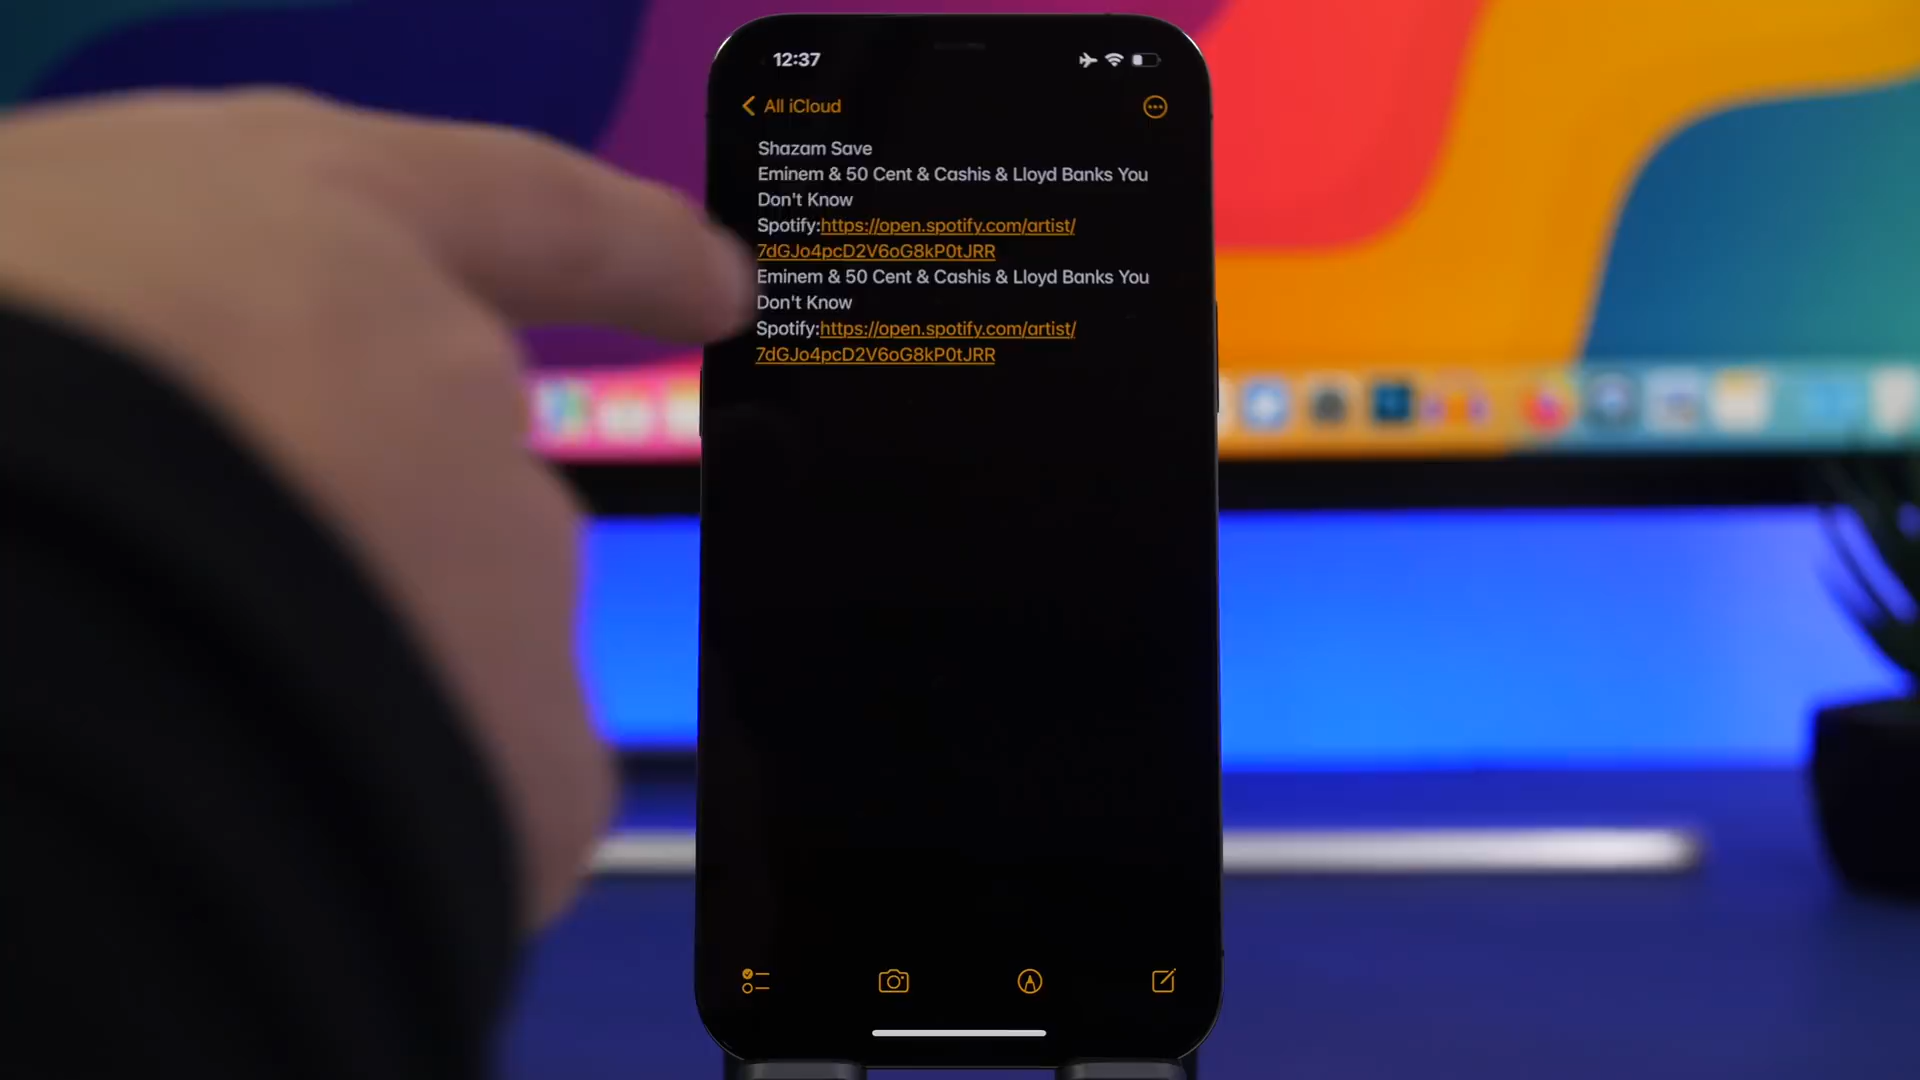 12:37
All iCloud
Shazam Save
Eminem & 50 Cent & Cashis & Lloyd Banks You
Don't Know
Spotify:https://open.spotify.com/artist/
7dGJo4pcD2V6oG8kP0tJRR
Eminem & 50 Cent & Cashis & Lloyd Banks You
Don't Know
Spotify:https://open.spotify.com/artist/
7dGJo4pcD2V6oG8kP0tJRR